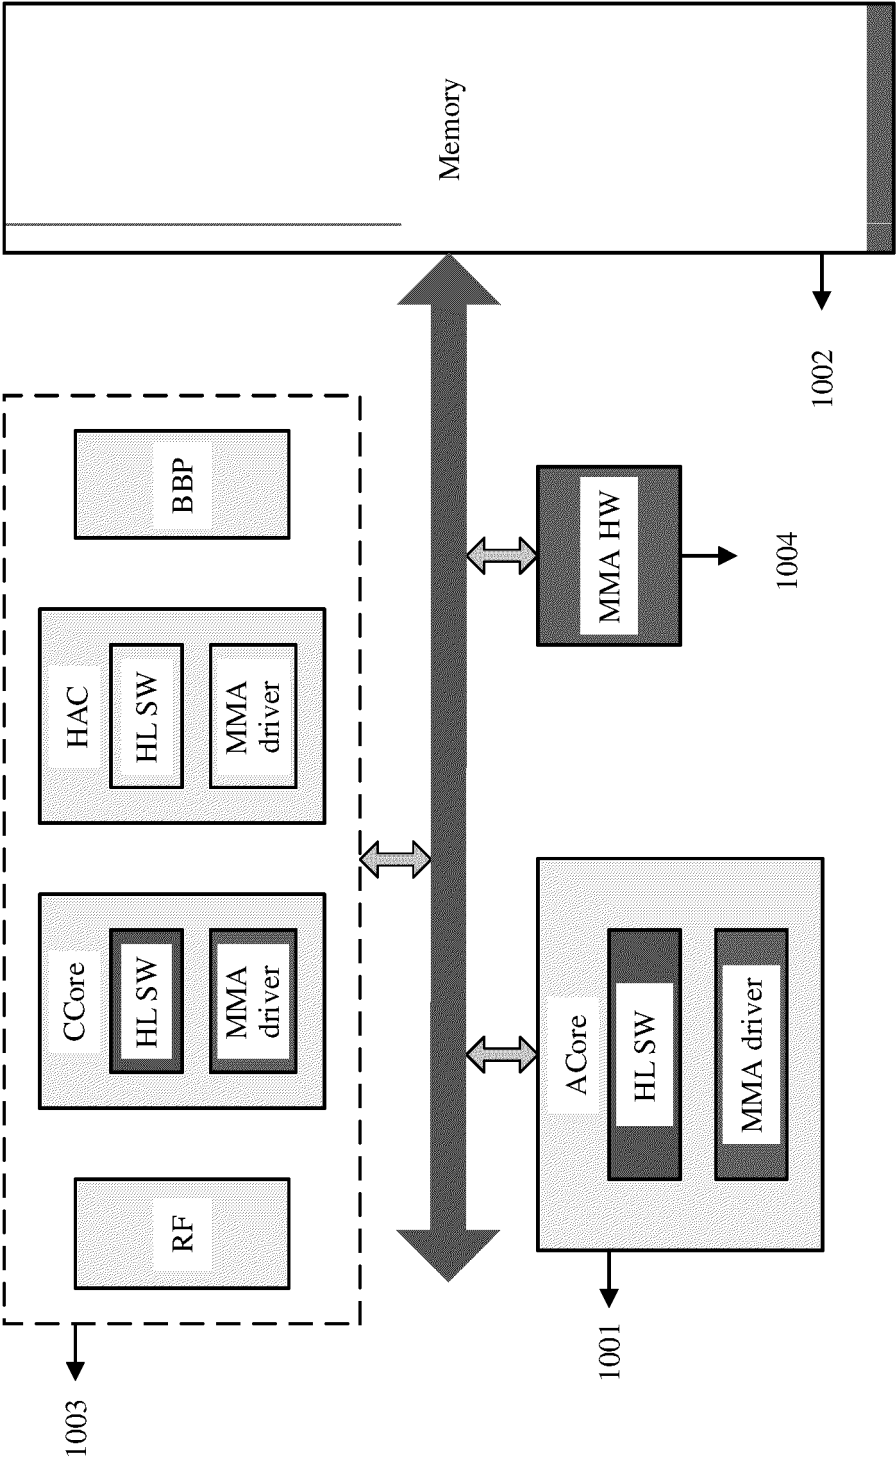 1003
RF
CCore
HL SW
MMA
driver
HAC
HL SW
MMA
driver
BBP
1001
ACore
HL SW
MMA driver
MMA HW
1004
1002
Memory